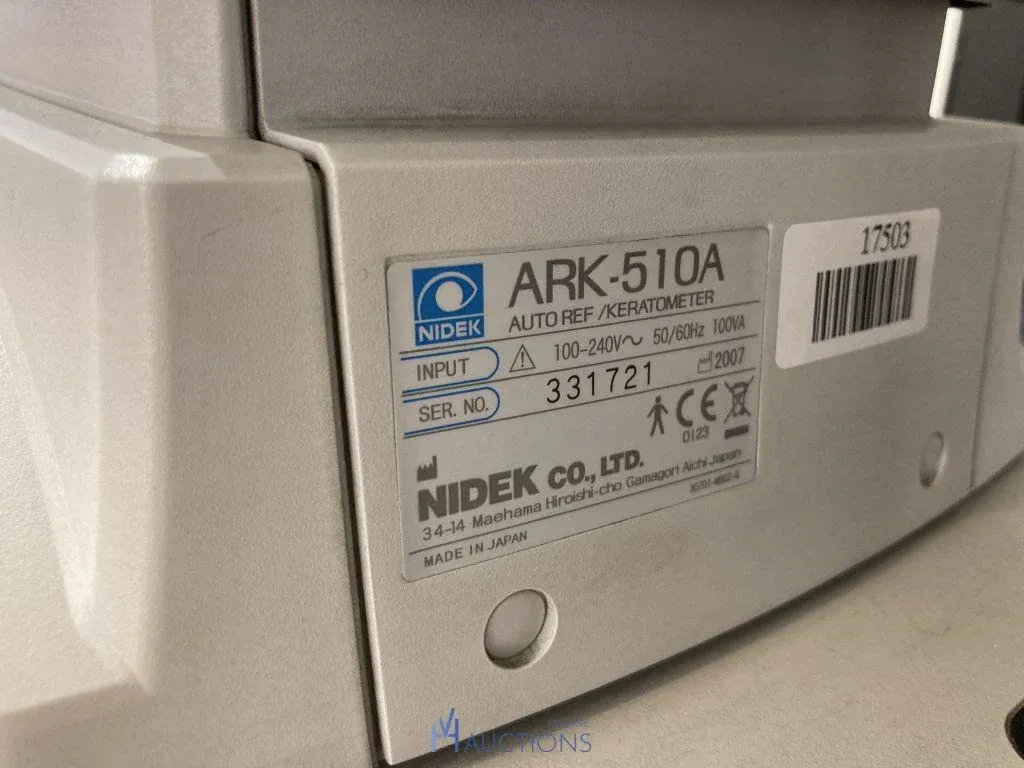 NIDEK
ARK-510A
AUTO REF /KERATOMETER
INPUT
100-240V～ 50/60Hz 100VA
SER. NO.
331721
2007
CE
0123
NIDEK CO., LTD.
34-14 Maehama Hiroishi-cho Gamagori Aichi Japan
MADE IN JAPAN
17503
AUCTIONS